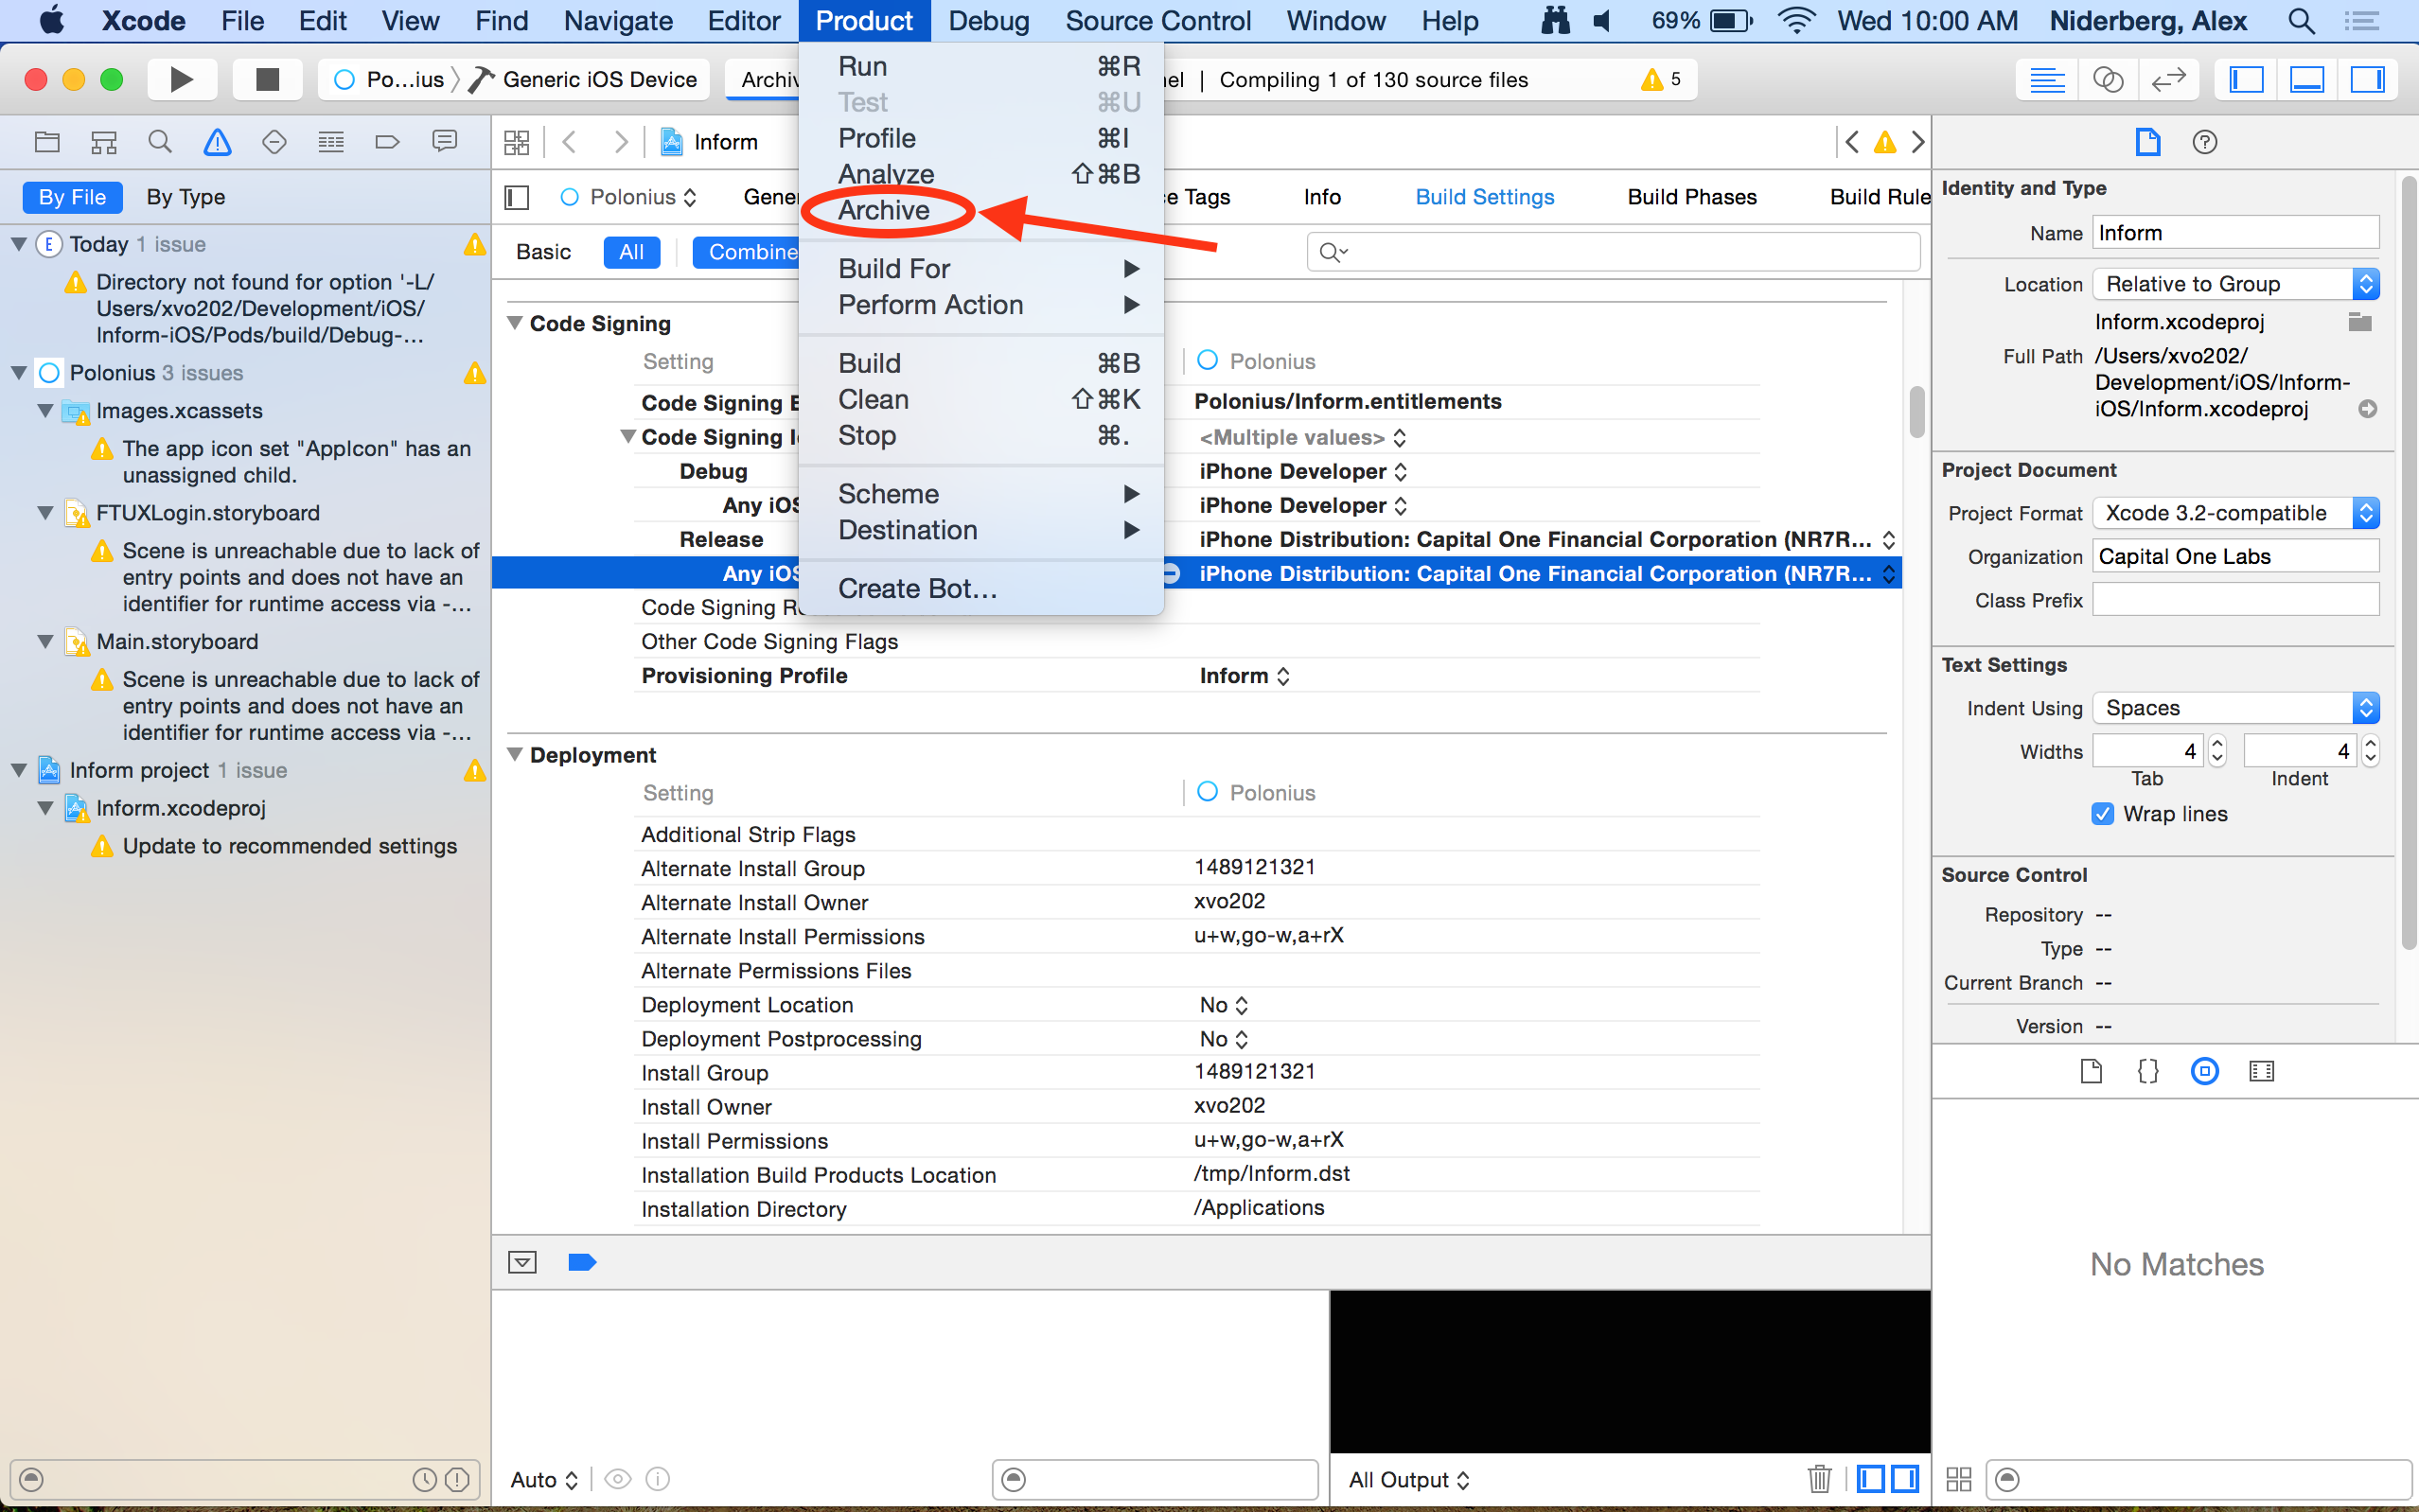 Xcode File Edit View Find Navigate Editor Product Debug Source Control Window Help 69% Wed 10:00 AM Niderberg, Alex
Po...ius Generic iOS Device
Compiling 1 of 130 source files
5
Run ⌘R
Test ⌘U
Profile ⌘I
Analyze ⇧⌘B
Archive
Build For
Perform Action
Build ⌘B
Clean ⇧⌘K
Stop ⌘.
Scheme
Destination
Create Bot...
By File By Type
Today 1 issue
Directory not found for option '-L/
Users/xvo202/Development/iOS/
Inform-iOS/Pods/build/Debug-...
Polonius 3 issues
Images.xcassets
The app icon set "AppIcon" has an
unassigned child.
FTUXLogin.storyboard
Scene is unreachable due to lack of
entry points and does not have an
identifier for runtime access via -...
Main.storyboard
Scene is unreachable due to lack of
entry points and does not have an
identifier for runtime access via -...
Inform project 1 issue
Inform.xcodeproj
Update to recommended settings
Inform
Polonius Tags Info Build Settings Build Phases Build Rule
Basic All Combine
Code Signing
Setting Polonius
Code Signing Polonius/Inform.entitlements
Code Signing <Multiple values>
Debug iPhone Developer
Any iOS iPhone Developer
Release iPhone Distribution: Capital One Financial Corporation (NR7R...
Any iOS iPhone Distribution: Capital One Financial Corporation (NR7R...
Code Signing
Other Code Signing Flags
Provisioning Profile Inform
Deployment
Setting Polonius
Additional Strip Flags
Alternate Install Group 1489121321
Alternate Install Owner xvo202
Alternate Install Permissions u+w,go-w,a+rX
Alternate Permissions Files
Deployment Location No
Deployment Postprocessing No
Install Group 1489121321
Install Owner xvo202
Install Permissions u+w,go-w,a+rX
Installation Build Products Location /tmp/Inform.dst
Installation Directory /Applications
Auto
All Output
Identity and Type
Name Inform
Location Relative to Group
Inform.xcodeproj
Full Path /Users/xvo202/
Development/iOS/Inform-
iOS/Inform.xcodeproj
Project Document
Project Format Xcode 3.2-compatible
Organization Capital One Labs
Class Prefix
Text Settings
Indent Using Spaces
Widths 4 4
Tab Indent
Wrap lines
Source Control
Repository --
Type --
Current Branch --
Version --
No Matches